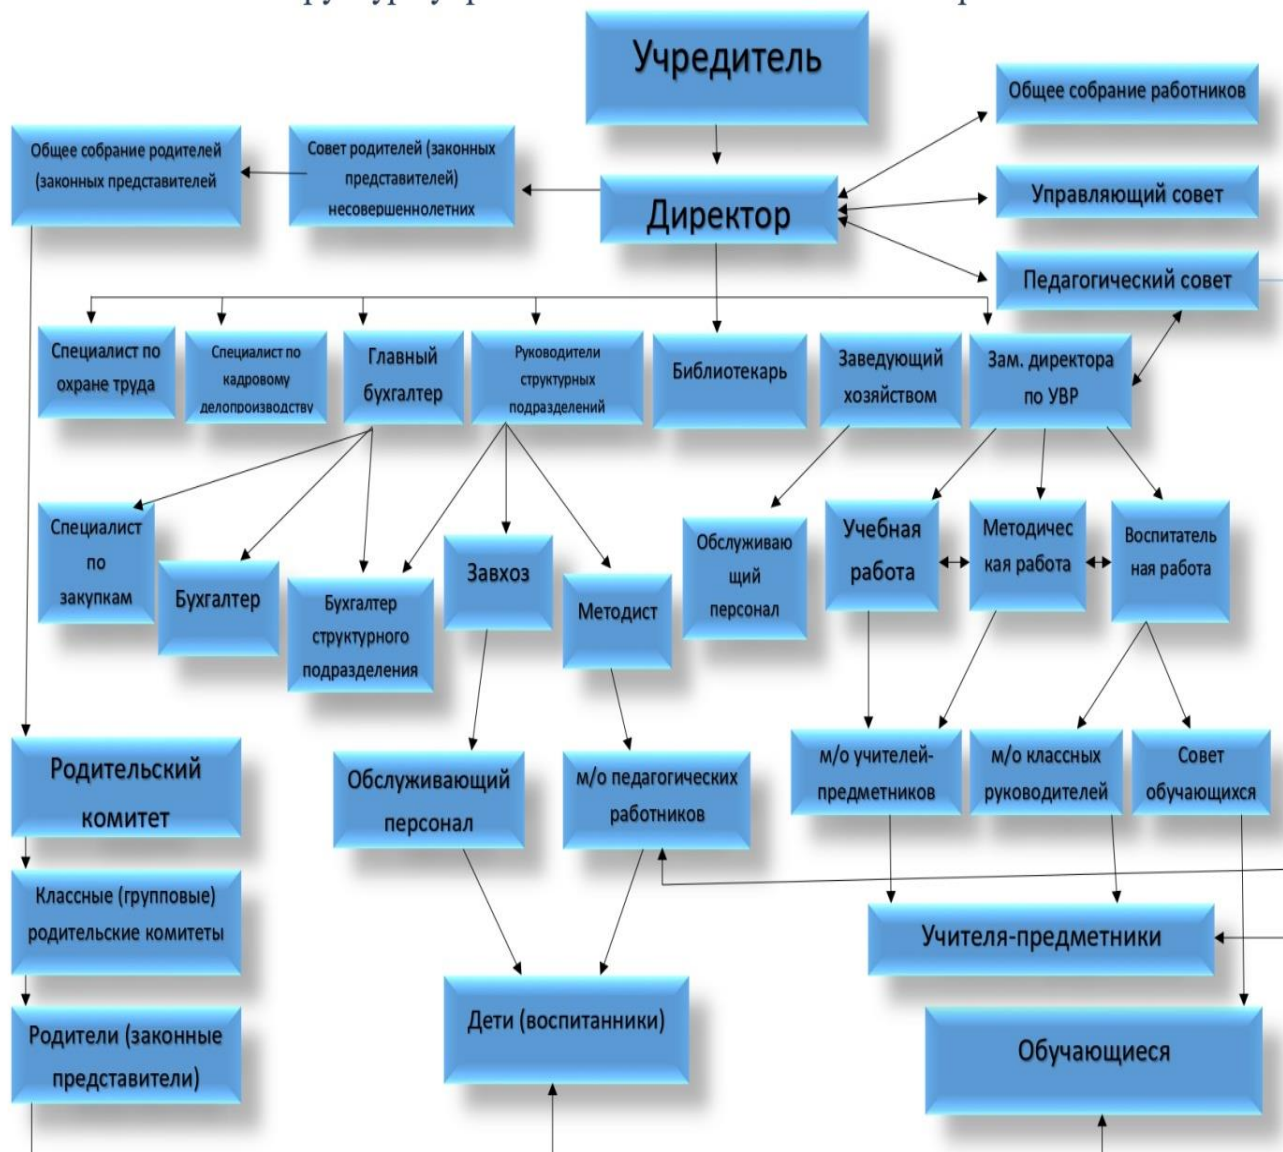 Учредитель
Общее собрание работников
Общее собрание родителей
(законных представителей
Совет родителей (законных
представителей)
несовершеннолетних
Директор
Управляющий совет
Педагогический совет
Специалист по
охране труда
Специалист по
кадровому
делопроизводству
Главный
бухгалтер
Руководители
структурных
подразделений
Библиотекарь
Заведующий
хозяйством
Зам. директора
по УВР
Специалист
по
закупкам
Бухгалтер
Бухгалтер
структурного
подразделения
Завхоз
Методист
Обслуживаю
щий
персонал
Учебная
работа
Методичес
кая работа
Воспитатель
ная работа
Родительский
комитет
Обслуживающий
персонал
м/о педагогических
работников
м/о учителей-
предметников
м/о классных
руководителей
Совет
обучающихся
Классные (групповые)
родительские комитеты
Учителя-предметники
Родители (законные
представители)
Дети (воспитанники)
Обучающиеся